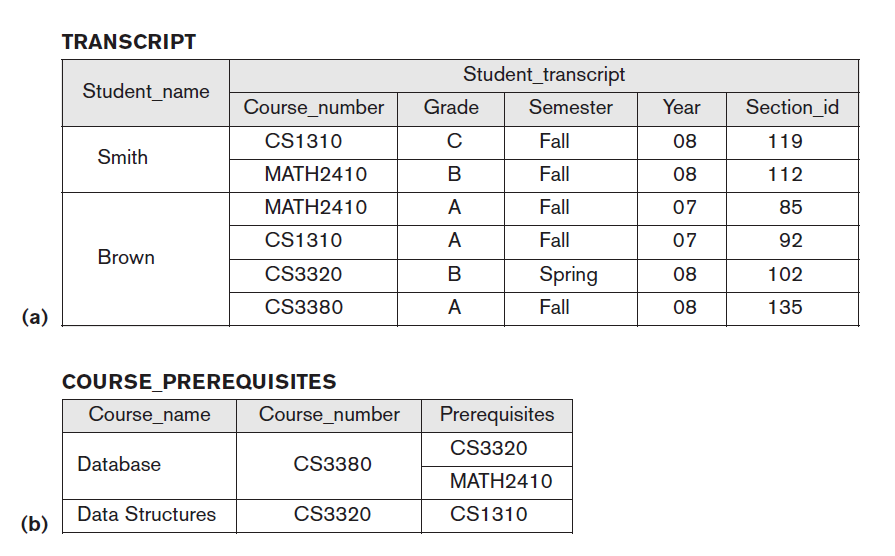 TRANSCRIPT
Student_name Student_transcript
Course_number Grade Semester Year Section_id
Smith CS1310 C Fall 08 119
MATH2410 B Fall 08 112
Brown MATH2410 A Fall 07 85
CS1310 A Fall 07 92
CS3320 B Spring 08 102
(a) CS3380 A Fall 08 135
COURSE_PREREQUISITES
Course_name Course_number Prerequisites
Database CS3380 CS3320
MATH2410
(b) Data Structures CS3320 CS1310